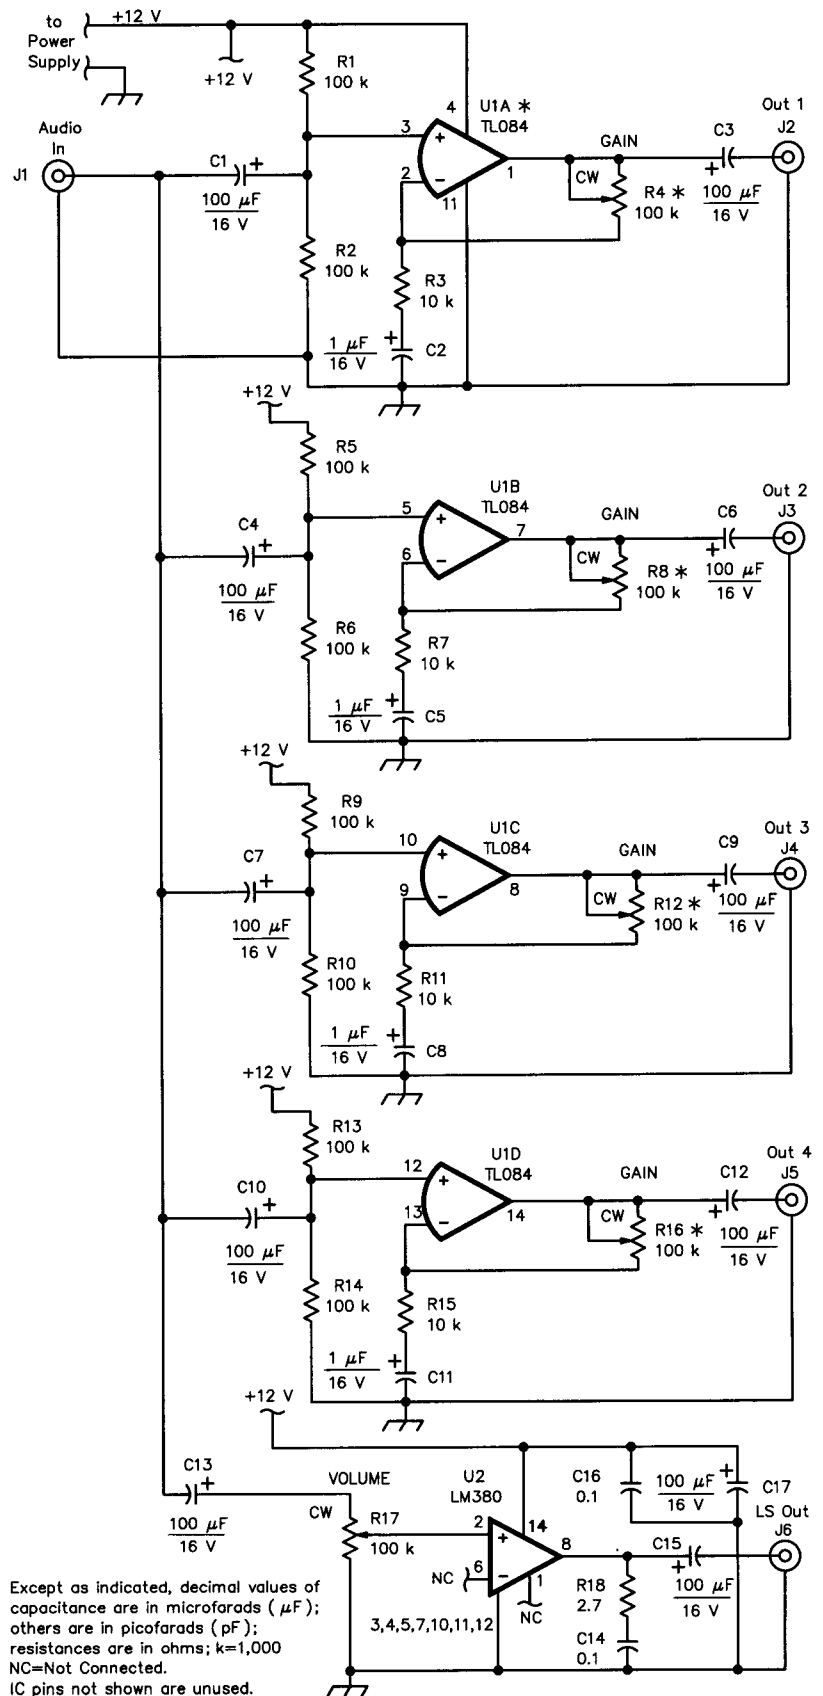 to
Power
Supply
+12 V
+12 V
R1
100 k
Audio
In
J1
C1
+
100 µF
16 V
R2
100 k
3
+
2
−
4
11
1
U1A *
TL084
GAIN
CW
R4 *
100 k
C3
+
100 µF
16 V
Out 1
J2
R3
10 k
+
1 µF
16 V
C2
+12 V
R5
100 k
C4
+
100 µF
16 V
R6
100 k
5
+
6
−
7
U1B
TL084
GAIN
CW
R8 *
100 k
C6
+
100 µF
16 V
Out 2
J3
R7
10 k
+
1 µF
16 V
C5
+12 V
R9
100 k
C7
+
100 µF
16 V
R10
100 k
10
+
9
−
8
U1C
TL084
GAIN
CW
R12 *
100 k
C9
+
100 µF
16 V
Out 3
J4
R11
10 k
+
1 µF
16 V
C8
+12 V
R13
100 k
C10
+
100 µF
16 V
R14
100 k
12
+
13
−
14
U1D
TL084
GAIN
CW
R16 *
100 k
C12
+
100 µF
16 V
Out 4
J5
R15
10 k
+
1 µF
16 V
C11
+12 V
C13
+
100 µF
16 V
VOLUME
CW
R17
100 k
U2
LM380
2
+
6
−
NC
14
8
1
NC
3,4,5,7,10,11,12
C16
0.1
+
100 µF
16 V
C17
LS Out
J6
C15
+
100 µF
16 V
R18
2.7
C14
0.1
Except as indicated, decimal values of
capacitance are in microfarads ( µF);
others are in picofarads ( pF);
resistances are in ohms; k=1,000
NC=Not Connected.
IC pins not shown are unused.